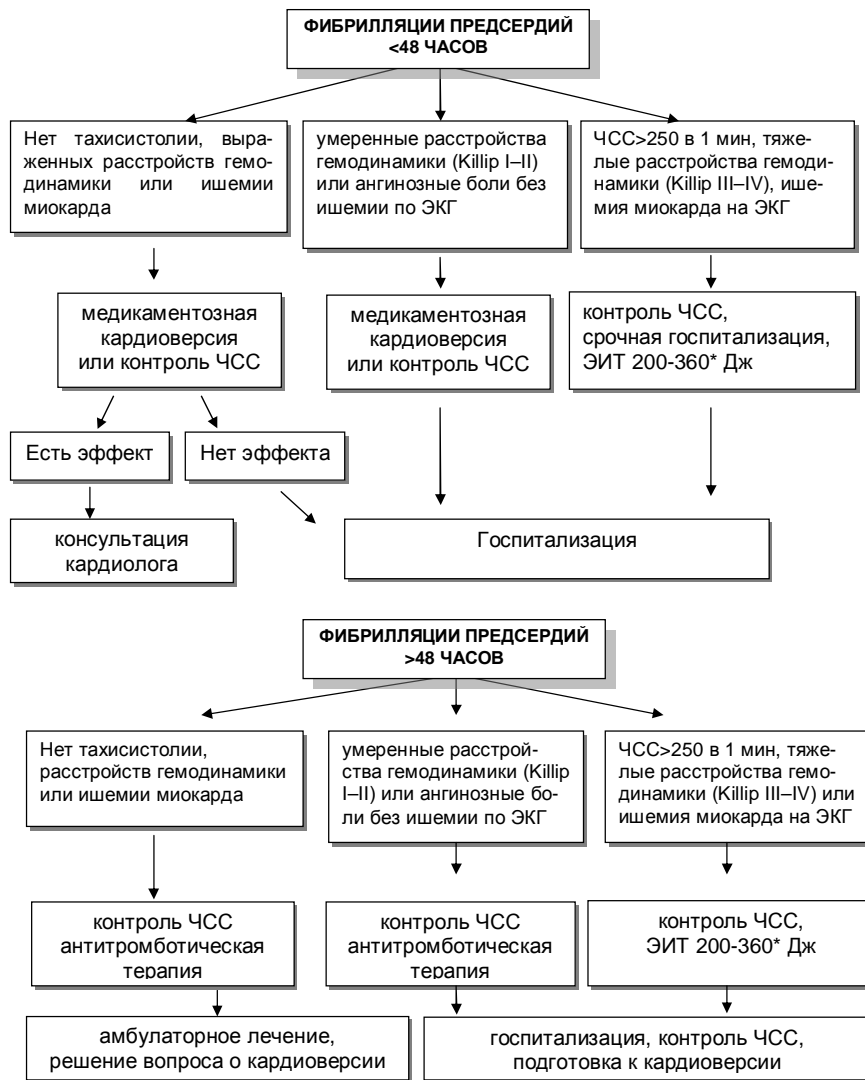 ФИБРИЛЛЯЦИИ ПРЕДСЕРДИЙ
<48 ЧАСОВ
Нет тахисистолии, выра-
женных расстройств гемо-
динамики или ишемии
миокарда
умеренные расстройства
гемодинамики (Killip I–II)
или ангинозные боли без
ишемии по ЭКГ
ЧСС>250 в 1 мин, тяже-
лые расстройства гемоди-
намики (Killip III–IV), ише-
мия миокарда на ЭКГ
медикаментозная
кардиоверсия
или контроль ЧСС
медикаментозная
кардиоверсия
или контроль ЧСС
контроль ЧСС,
срочная госпитализация,
ЭИТ 200-360* Дж
Есть эффект
Нет эффекта
консультация
кардиолога
Госпитализация
ФИБРИЛЛЯЦИИ ПРЕДСЕРДИЙ
>48 ЧАСОВ
Нет тахисистолии,
расстройств гемодинамики
или ишемии миокарда
умеренные расстрой-
ства гемодинамики (Killip
I–II) или ангинозные бо-
ли без ишемии по ЭКГ
ЧСС>250 в 1 мин, тяже-
лые расстройства гемо-
динамики (Killip III–IV) или
ишемия миокарда на ЭКГ
контроль ЧСС
антитромботическая
терапия
контроль ЧСС
антитромботическая
терапия
контроль ЧСС,
ЭИТ 200-360* Дж
амбулаторное лечение,
решение вопроса о кардиоверсии
госпитализация, контроль ЧСС,
подготовка к кардиоверсии